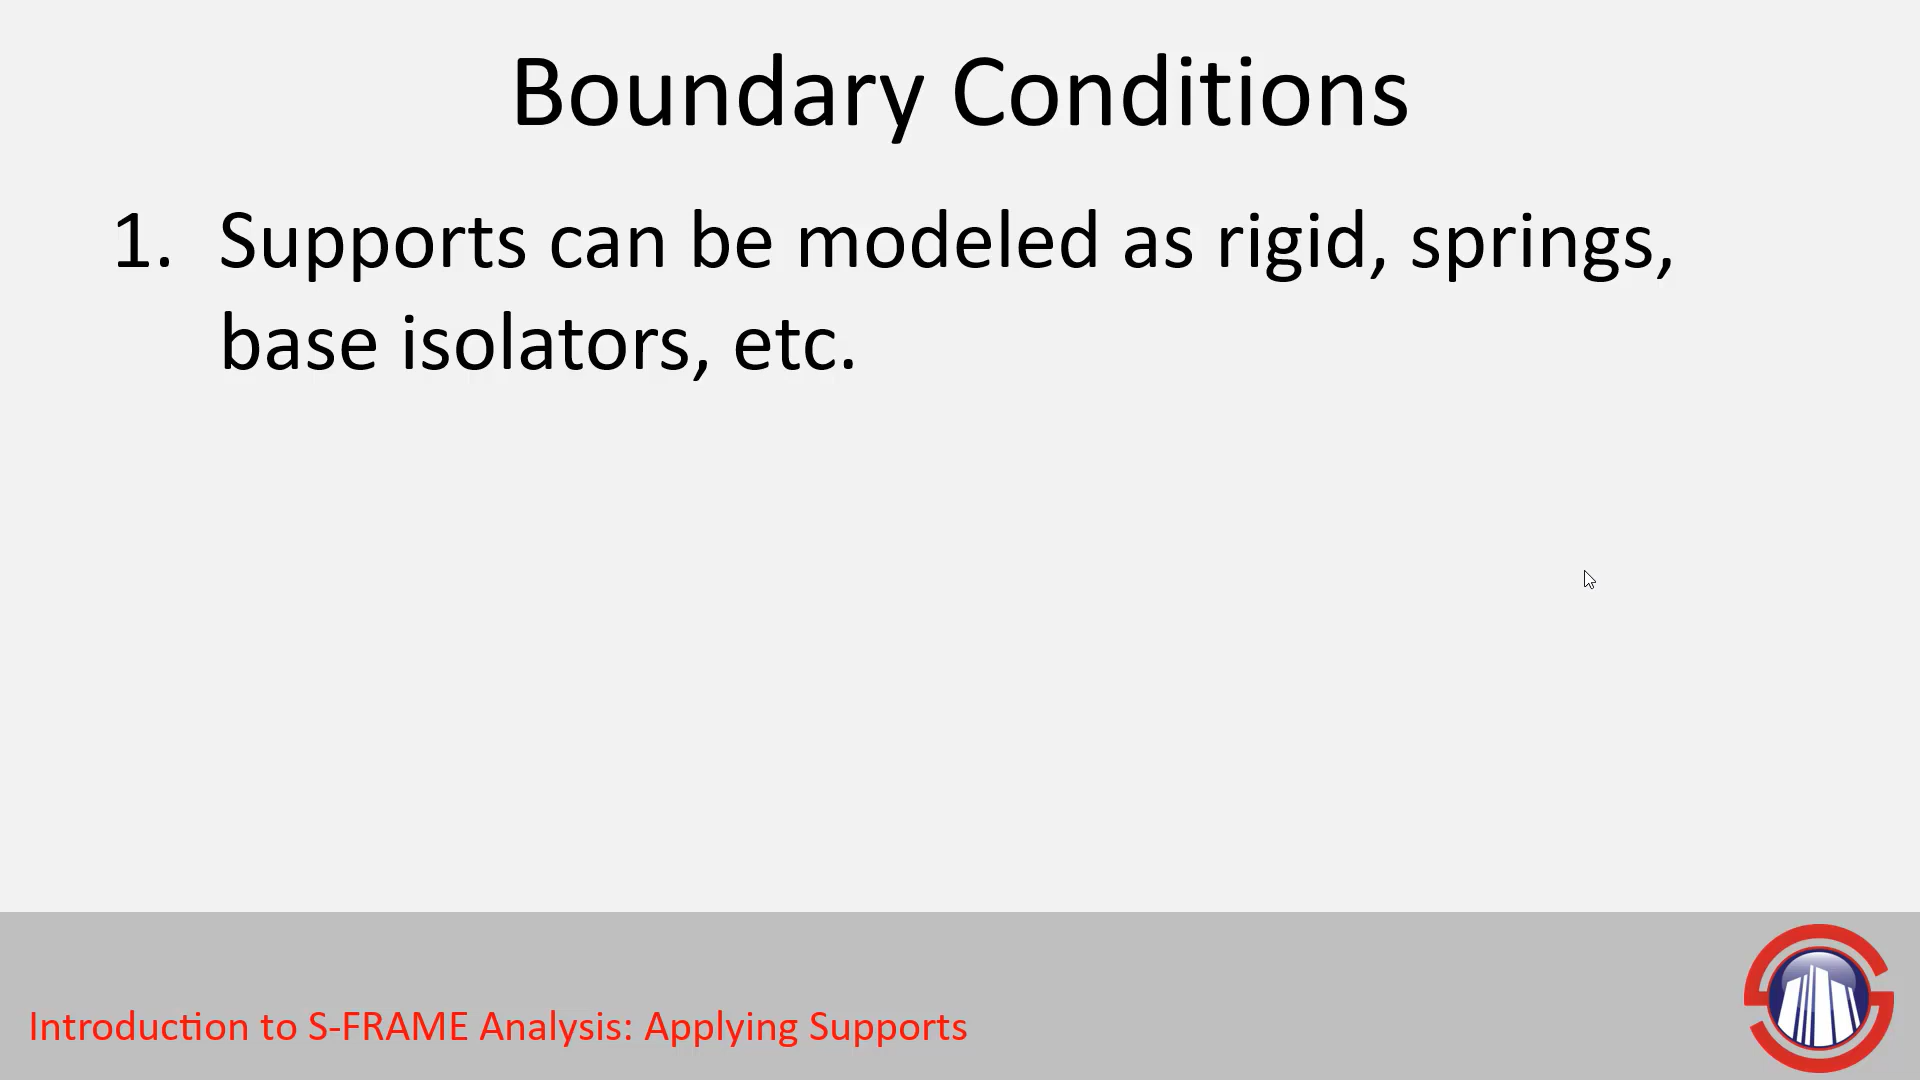 Boundary Conditions
1. Supports can be modeled as rigid, springs,
base isolators, etc.
Introduction to S-FRAME Analysis: Applying Supports